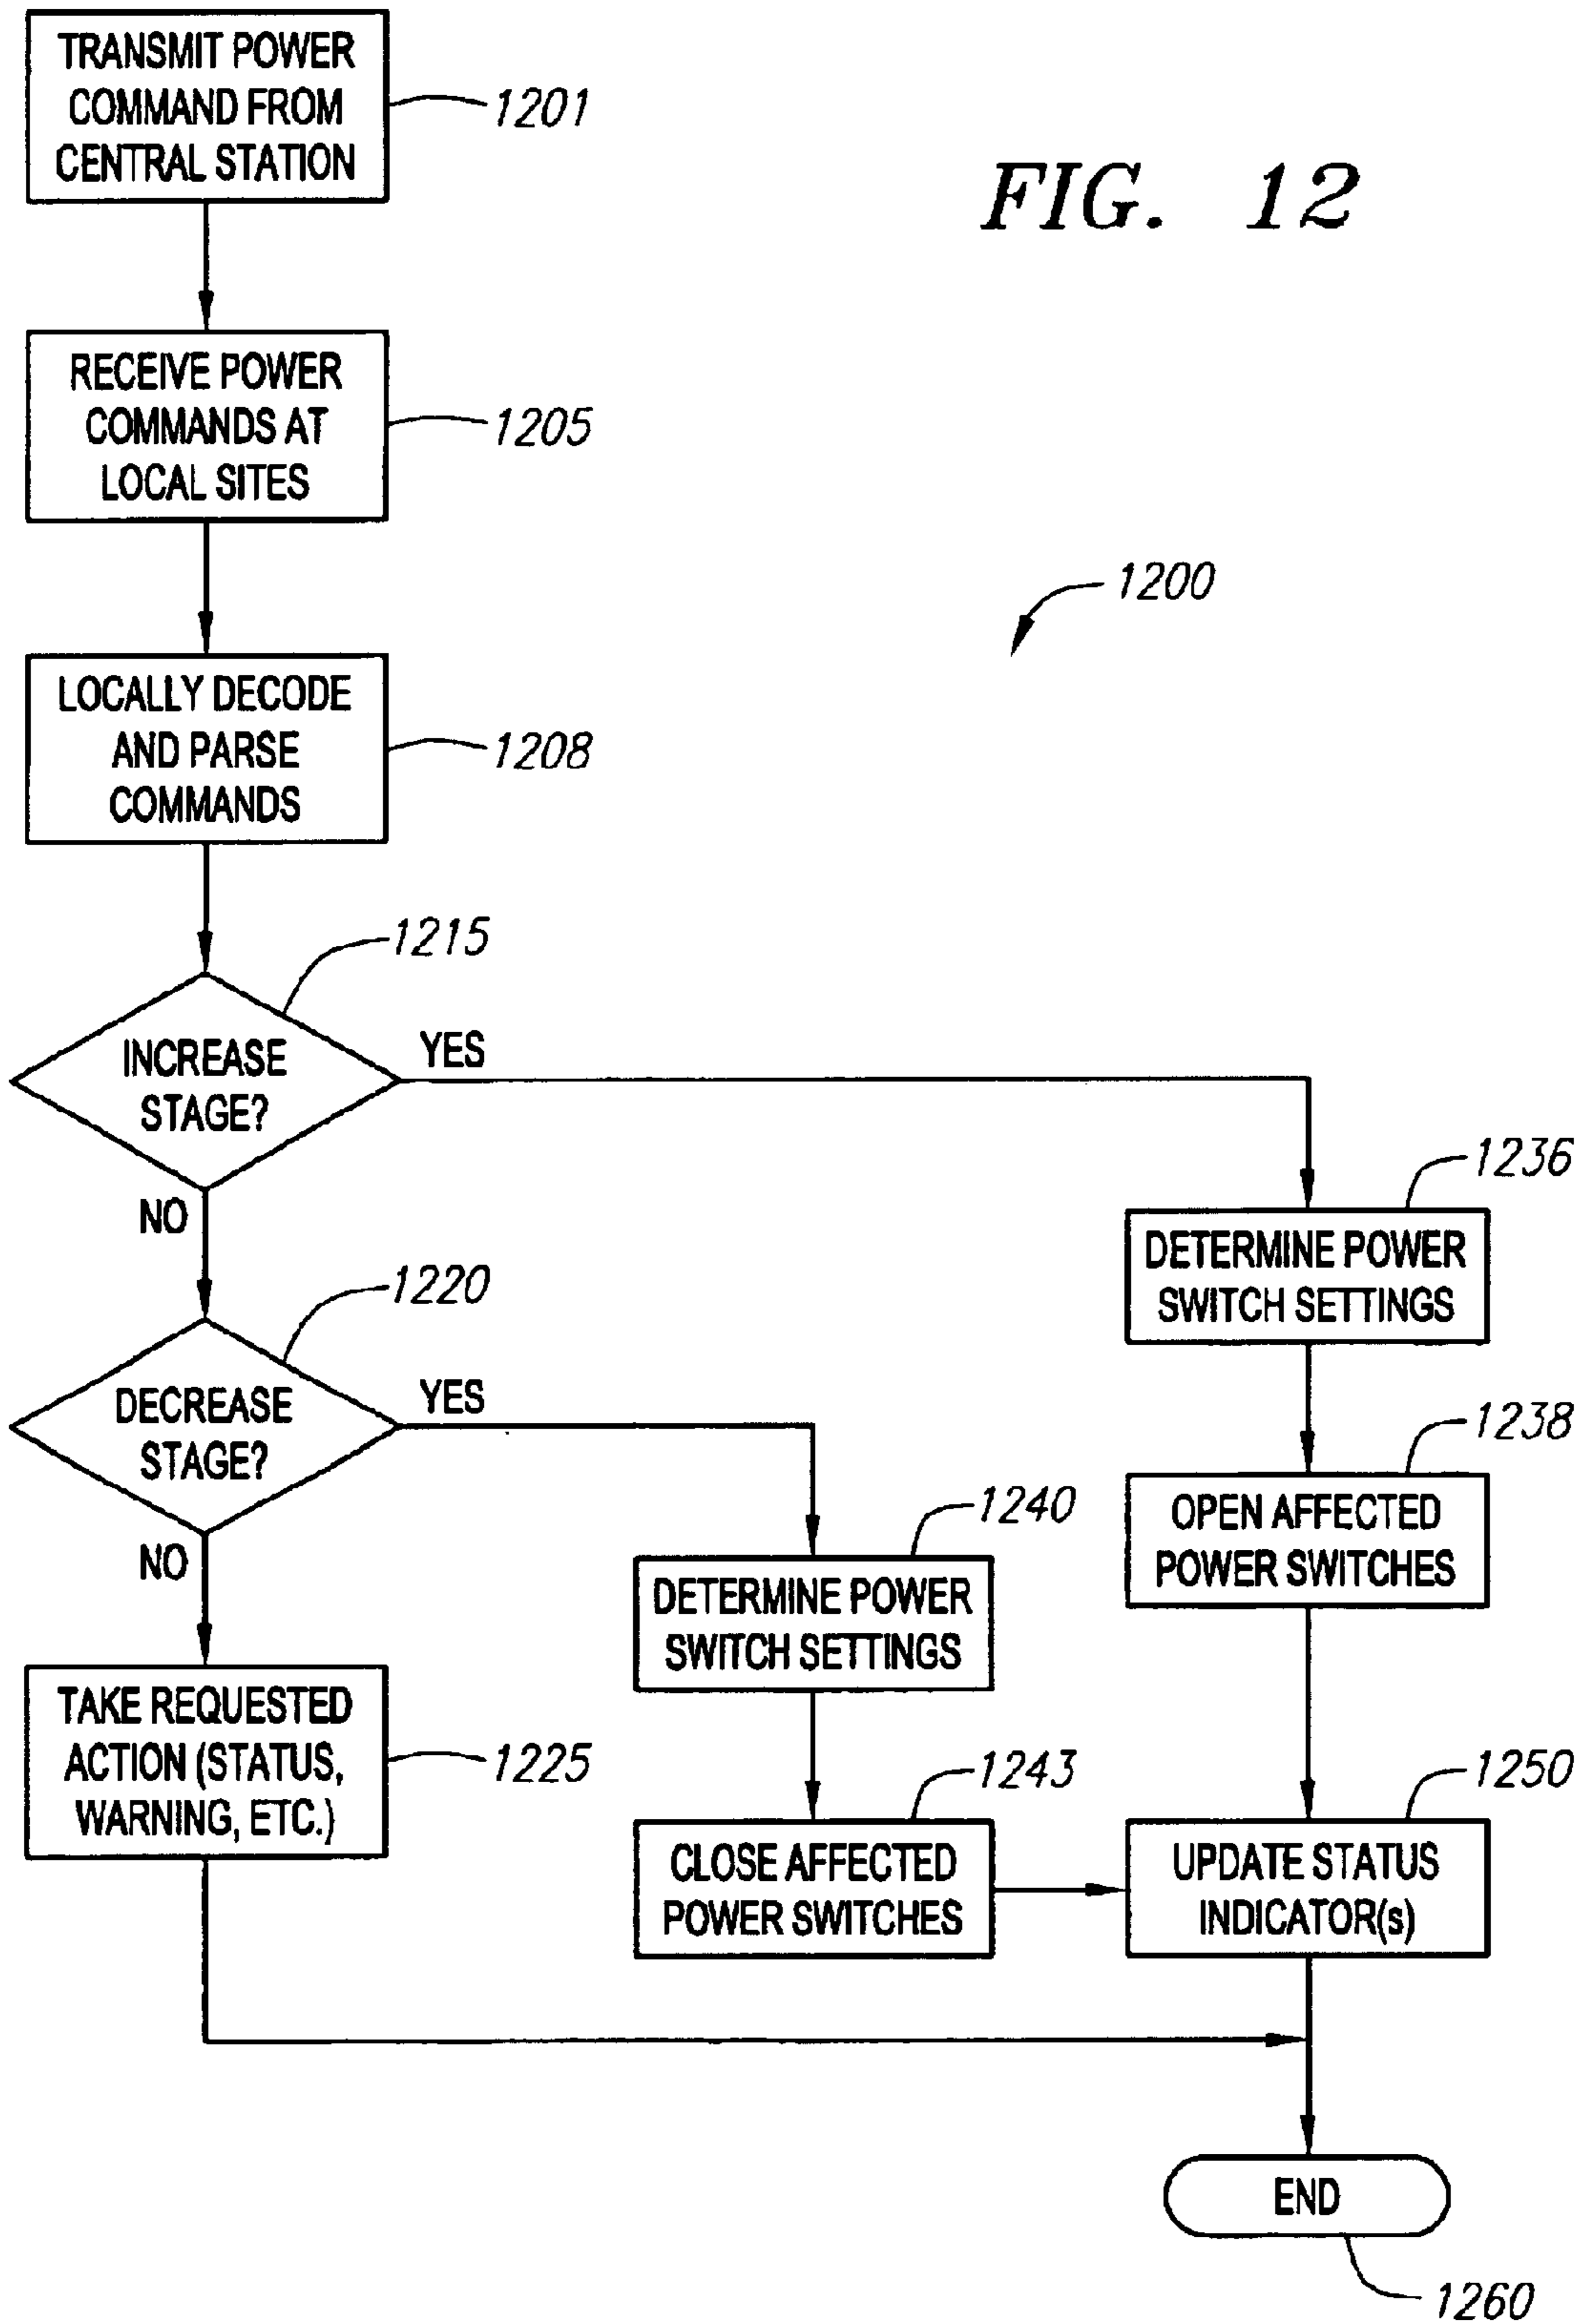 TRANSMIT POWER
COMMAND FROM
CENTRAL STATION
1201
FIG. 12
RECEIVE POWER
COMMANDS AT
LOCAL SITES
1205
1200
LOCALLY DECODE
AND PARSE
COMMANDS
1208
1215
INCREASE
STAGE?
YES
NO
1236
DETERMINE POWER
SWITCH SETTINGS
1220
DECREASE
STAGE?
YES
NO
1238
OPEN AFFECTED
POWER SWITCHES
1240
DETERMINE POWER
SWITCH SETTINGS
TAKE REQUESTED
ACTION (STATUS,
WARNING, ETC.)
1225
1243
CLOSE AFFECTED
POWER SWITCHES
1250
UPDATE STATUS
INDICATOR(s)
END
1260